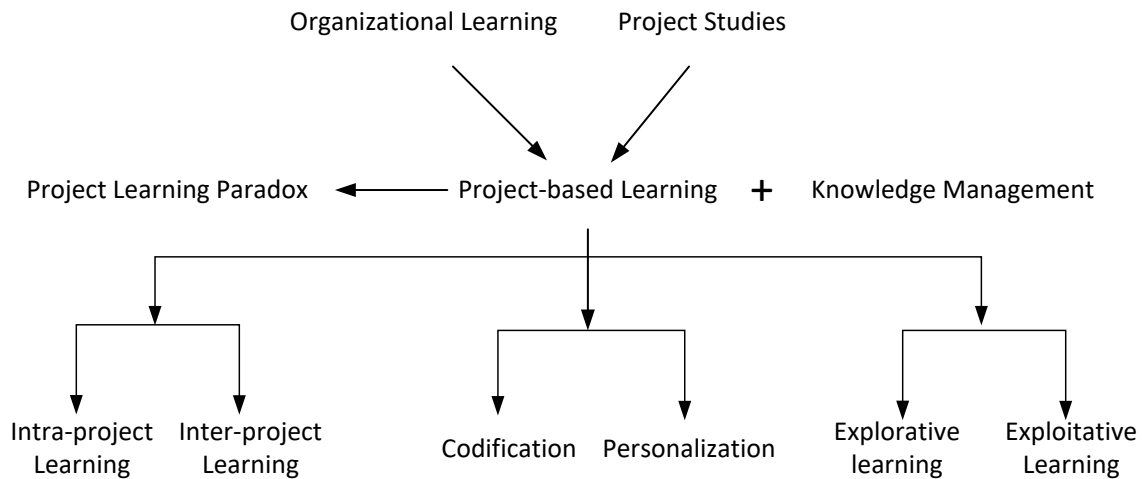 Organizational Learning Project Studies
Project Learning Paradox Project-based Learning + Knowledge Management
Intra-project Learning
Inter-project Learning
Codification
Personalization
Explorative learning
Exploitative Learning